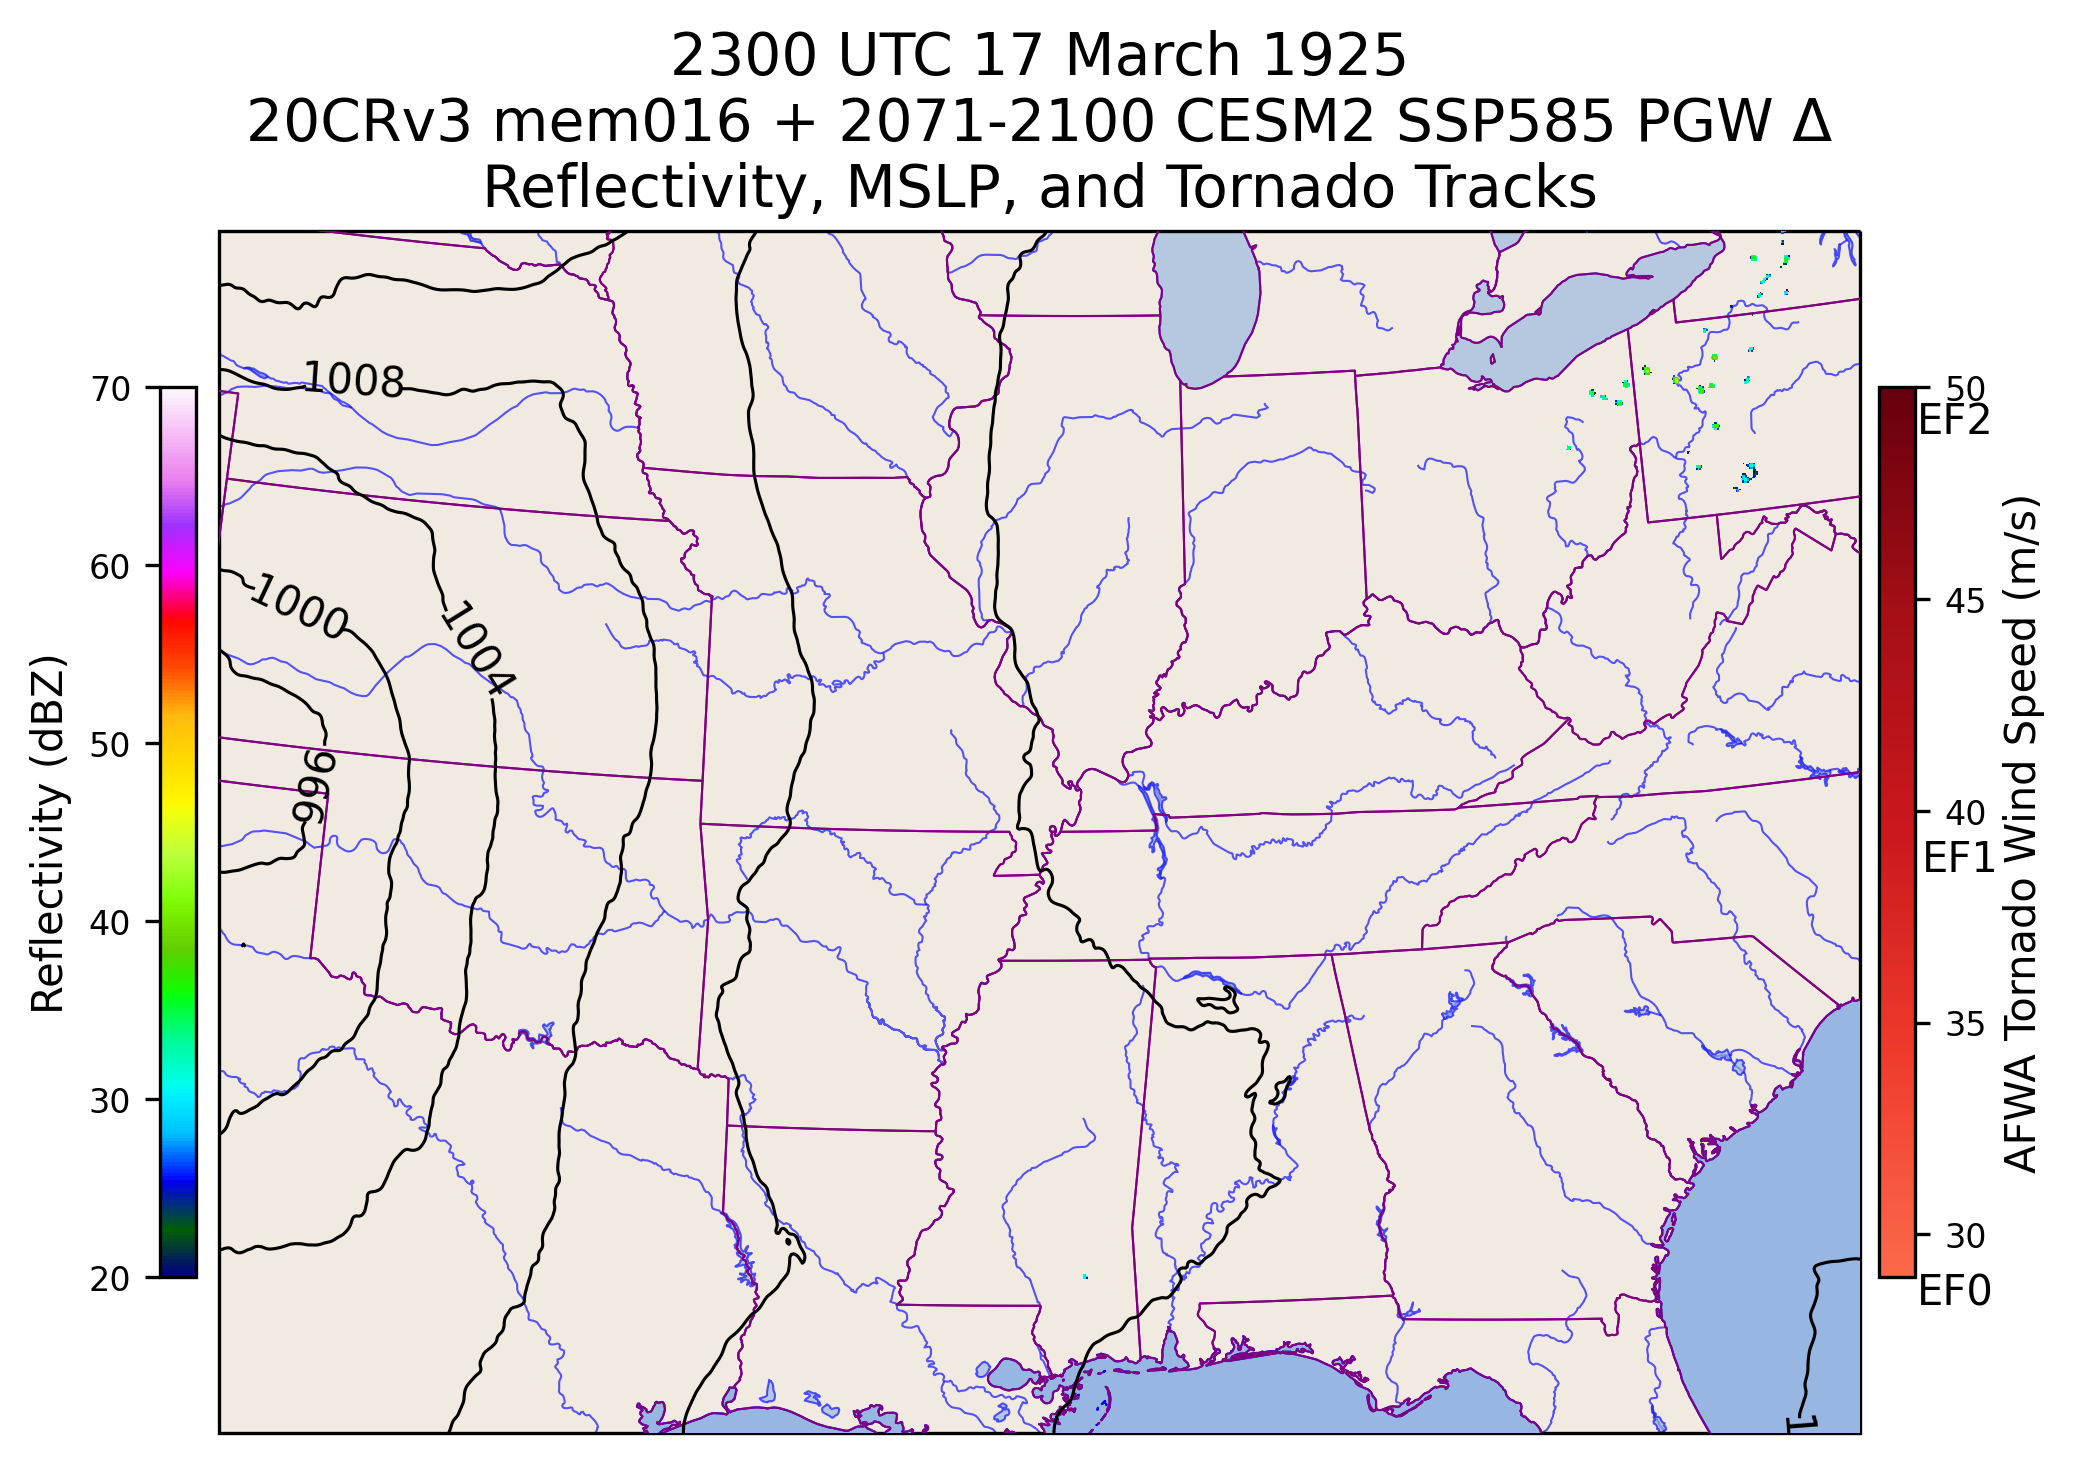 2300 UTC 17 March 1925
20CRv3 mem016 + 2071-2100 CESM2 SSP585 PGW Δ
Reflectivity, MSLP, and Tornado Tracks
Reflectivity (dBZ)
70
60
50
40
30
20
1008
1004
1000
996
1
50
EF2
45
40
EF1
35
30
EF0
AFWA Tornado Wind Speed (m/s)